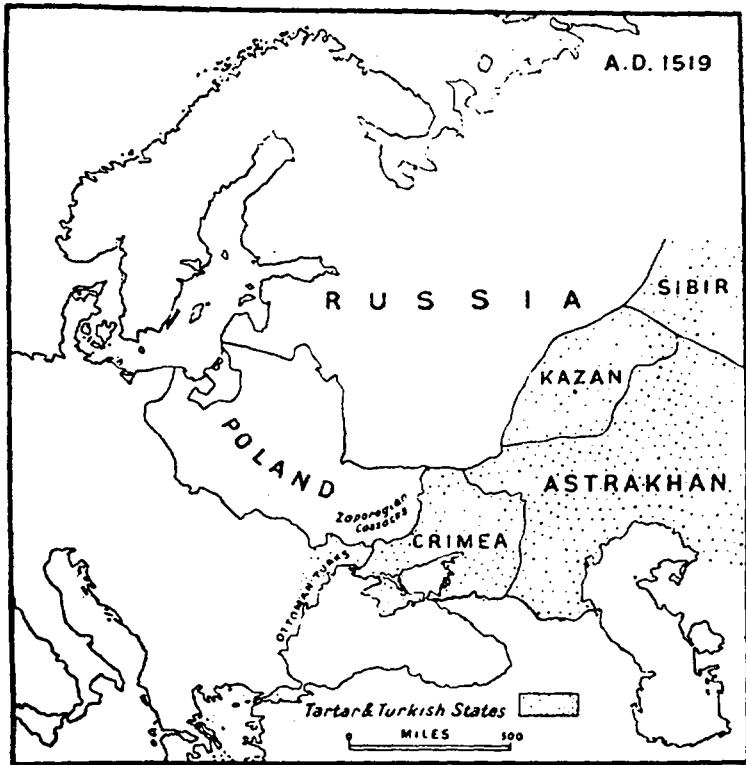 A.D. 1519
SIBIR
RUSSIA
KAZAN
POLAND
ASTRAKHAN
Zaporogian
Cossacks
CRIMEA
OTTOMAN TURKS
Tartar & Turkish States
MILES
0 500